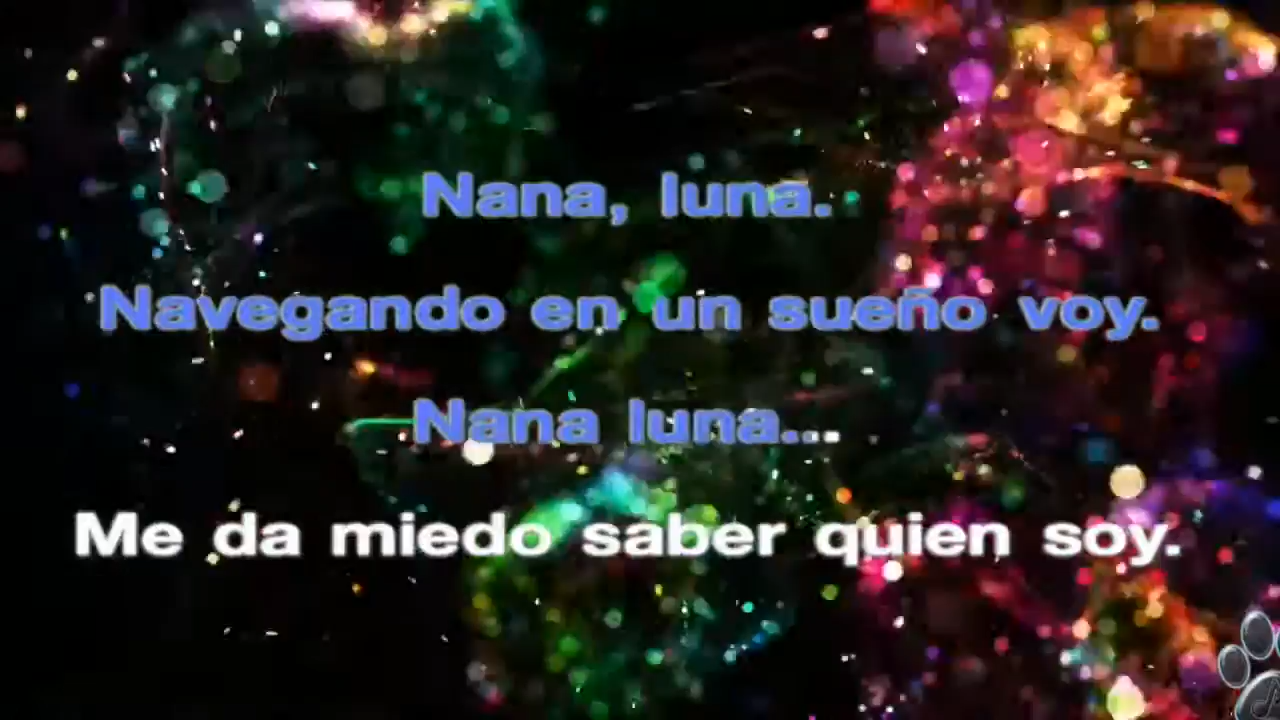 Nana, luna.
Navegando en un sueño voy.
Nana luna...
Me da miedo saber quien soy.